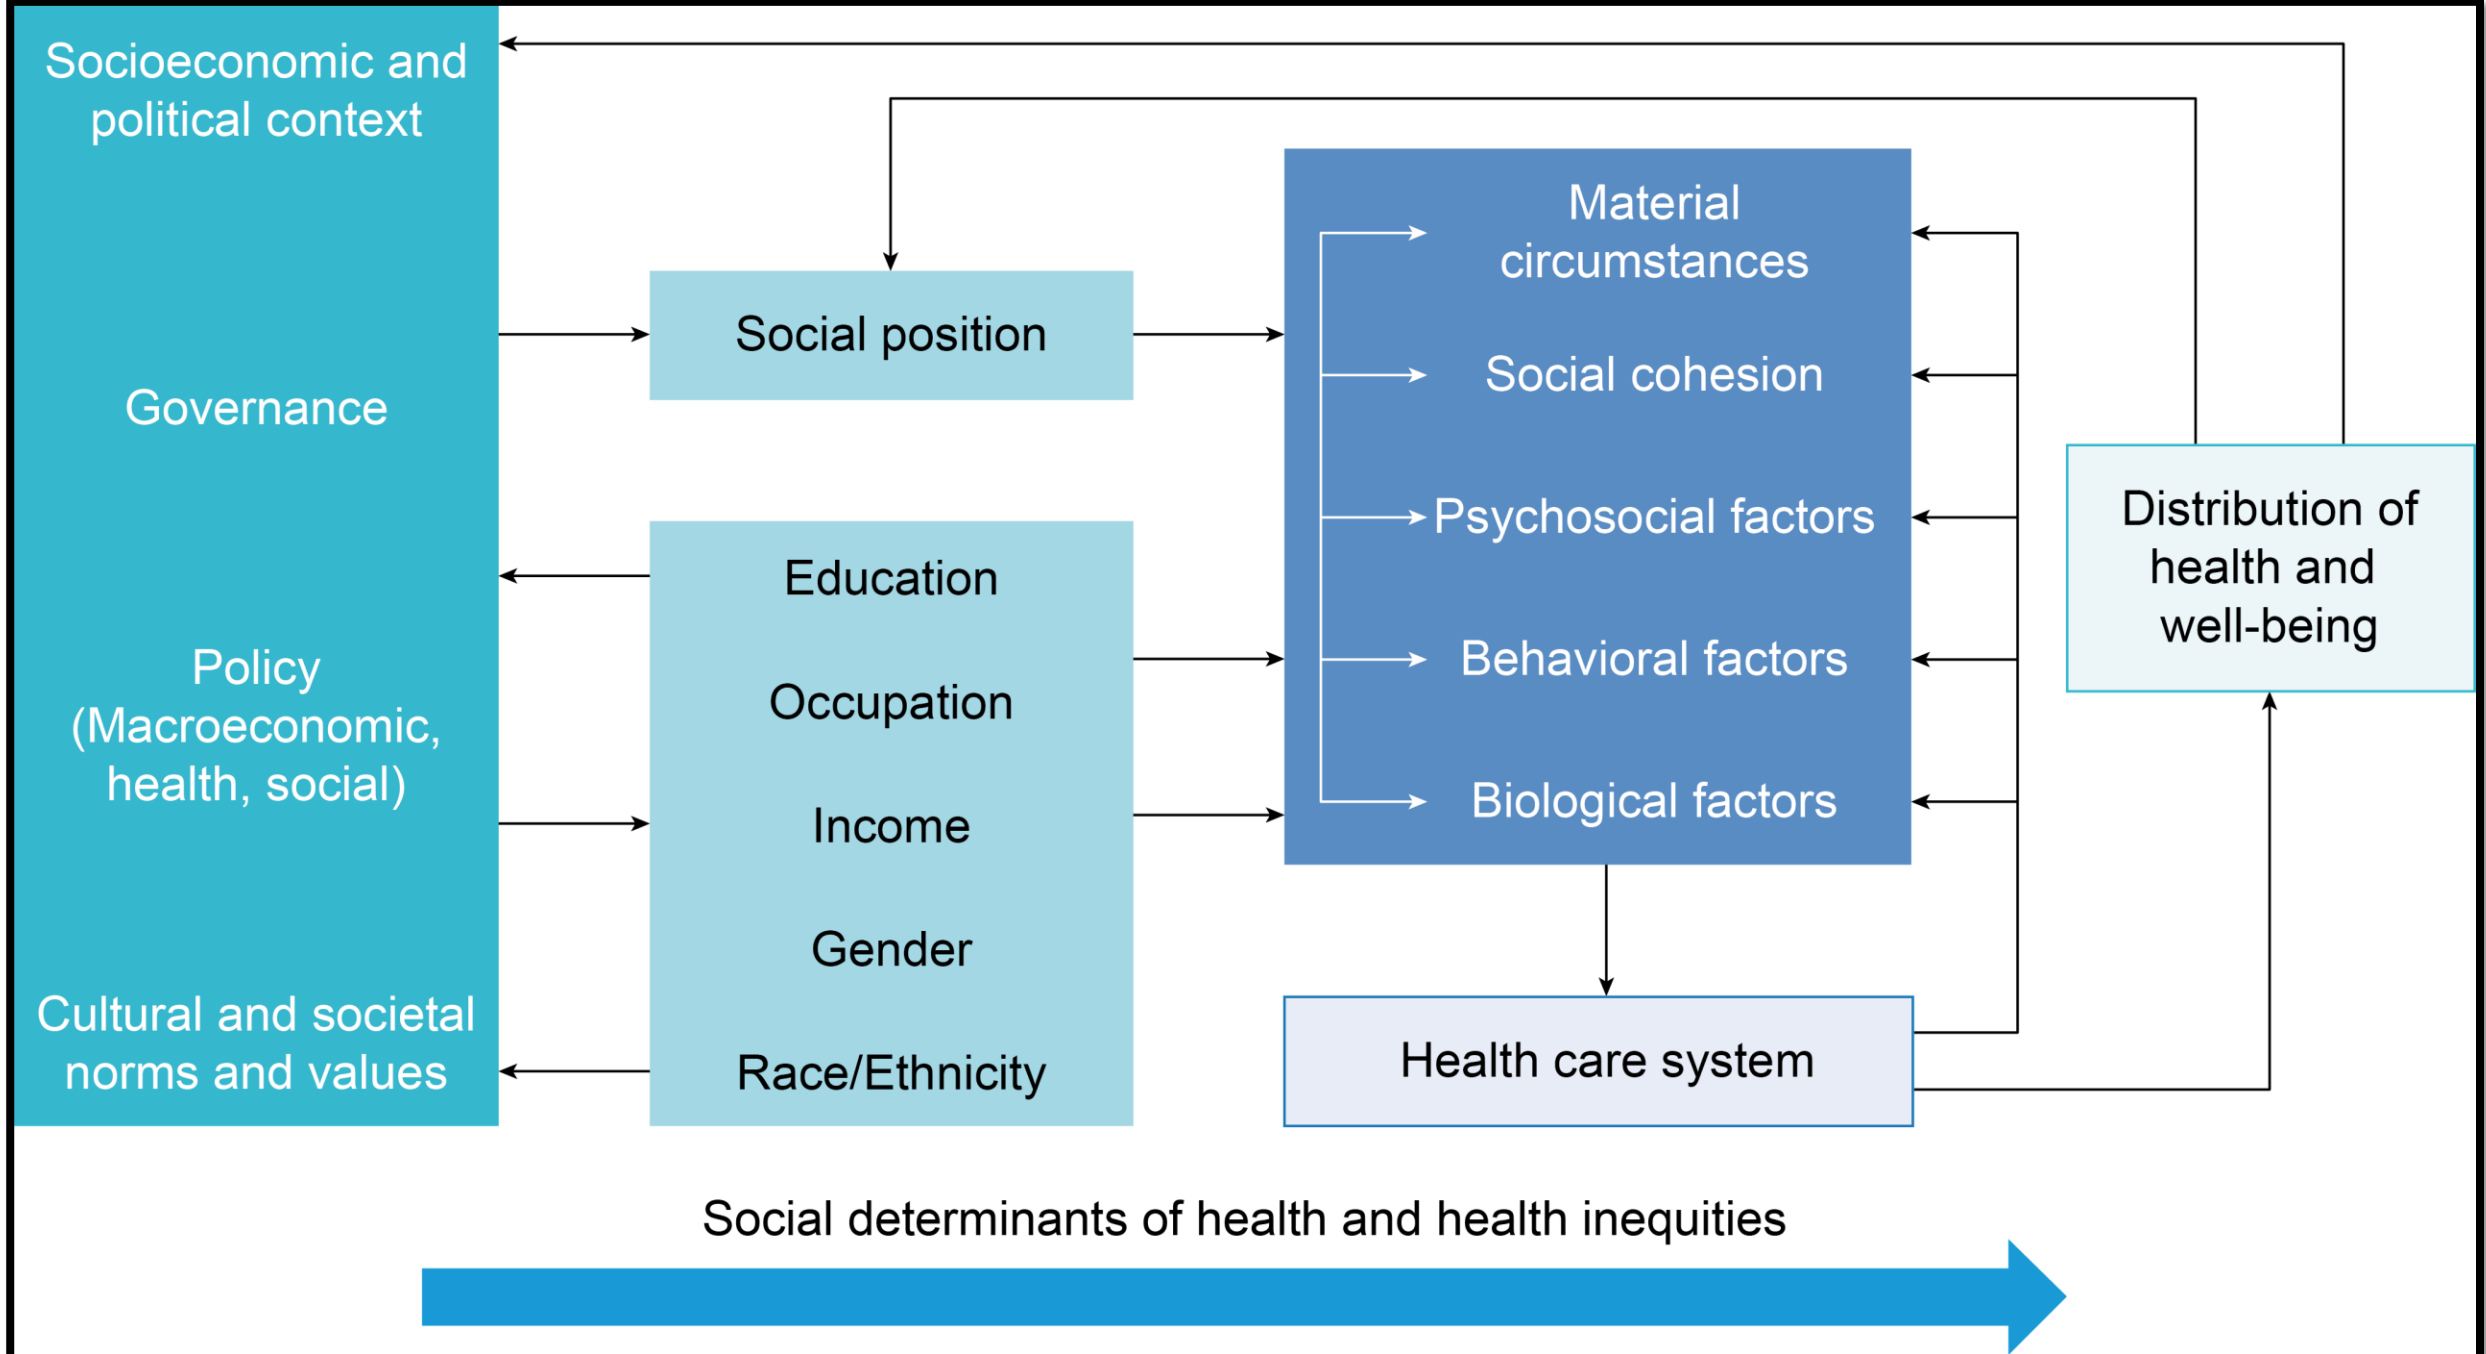 Socioeconomic and
political context
Governance
Policy
(Macroeconomic,
health, social)
Cultural and societal
norms and values
Social position
Education
Occupation
Income
Gender
Race/Ethnicity
Material
circumstances
Social cohesion
Psychosocial factors
Behavioral factors
Biological factors
Health care system
Distribution of
health and
well-being
Social determinants of health and health inequities